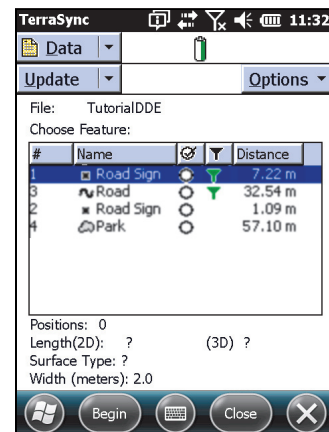 TerraSync 11:32
Data
Update Options
File: TutorialDDE
Choose Feature:
# Name Distance
1 Road Sign 7.22 m
3 Road 32.54 m
2 Road Sign 1.09 m
4 Park 57.10 m
Positions: 0
Length(2D): ? (3D) ?
Surface Type: ?
Width (meters): 2.0
Begin Close